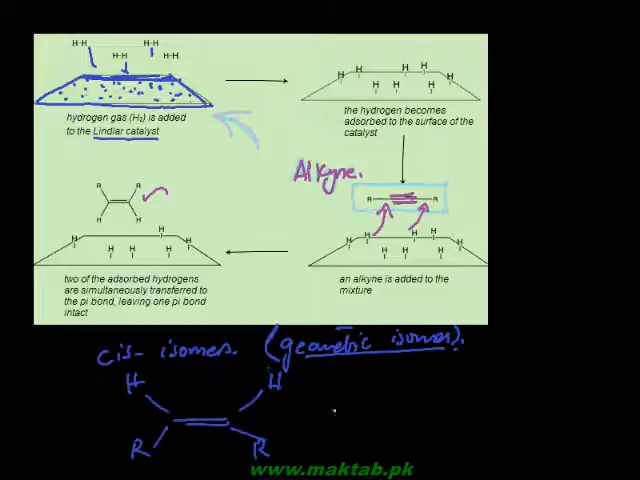 H-H H-H
H-H H-H
hydrogen gas (H₂) is added
to the Lindlar catalyst
H H H H
H H H
the hydrogen becomes
adsorbed to the surface of the
catalyst
Alkyne.
R R
R R
H H
H H H
H H H
two of the adsorbed hydrogens
are simultaneously transferred to
the pi bond, leaving one pi bond
intact
H H H H
H H H
an alkyne is added to the
mixture
cis- isomers. (geometric isomer).
H H
R R
www.maktab.pk